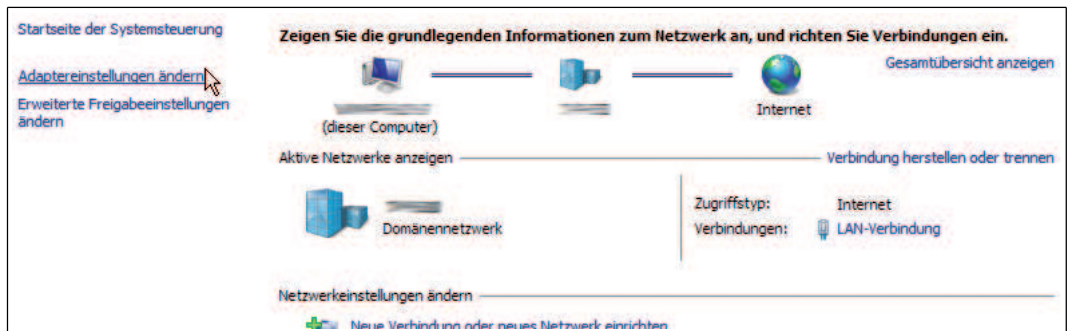 Startseite der Systemsteuerung
Adaptereinstellungen ändern
Erweiterte Freigabeeinstellungen
ändern
Zeigen Sie die grundlegenden Informationen zum Netzwerk an, und richten Sie Verbindungen ein.
Gesamtübersicht anzeigen
(dieser Computer)
Internet
Aktive Netzwerke anzeigen
Verbindung herstellen oder trennen
Domänennetzwerk
Zugriffstyp: Internet
Verbindungen: LAN-Verbindung
Netzwerkeinstellungen ändern
Neue Verbindung oder neues Netzwerk einrichten